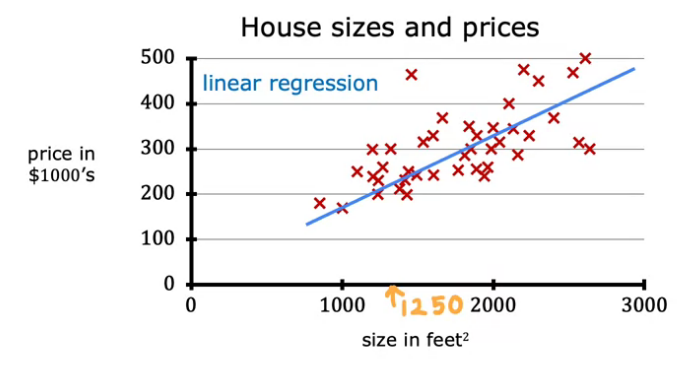 House sizes and prices
500
linear regression
400
300
price in
$1000's
200
100
0
0 1000 ↑1250 2000 3000
size in feet²